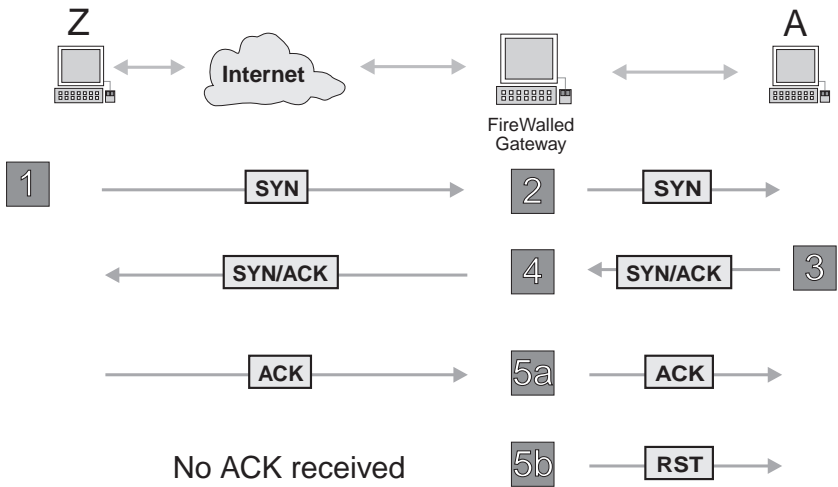 Z
A
Internet
FireWalled
Gateway
1
SYN
2
SYN
SYN/ACK
4
SYN/ACK
3
ACK
5a
ACK
No ACK received
5b
RST